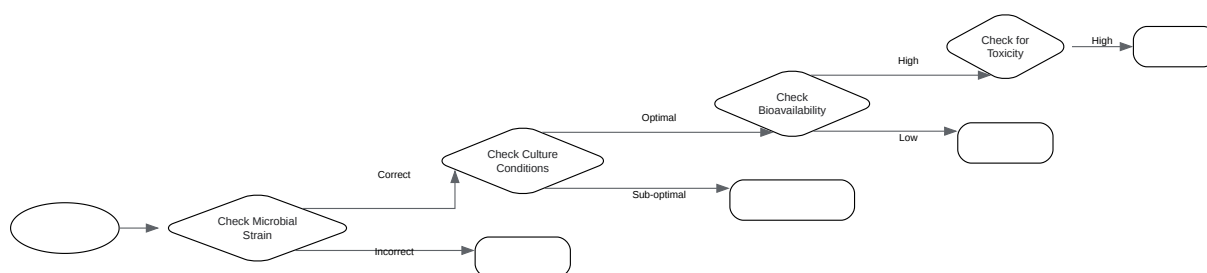 Check for
Toxicity
High
High
Check
Bioavailability
Optimal
Low
Check Culture
Conditions
Correct
Sub-optimal
Check Microbial
Strain
Incorrect